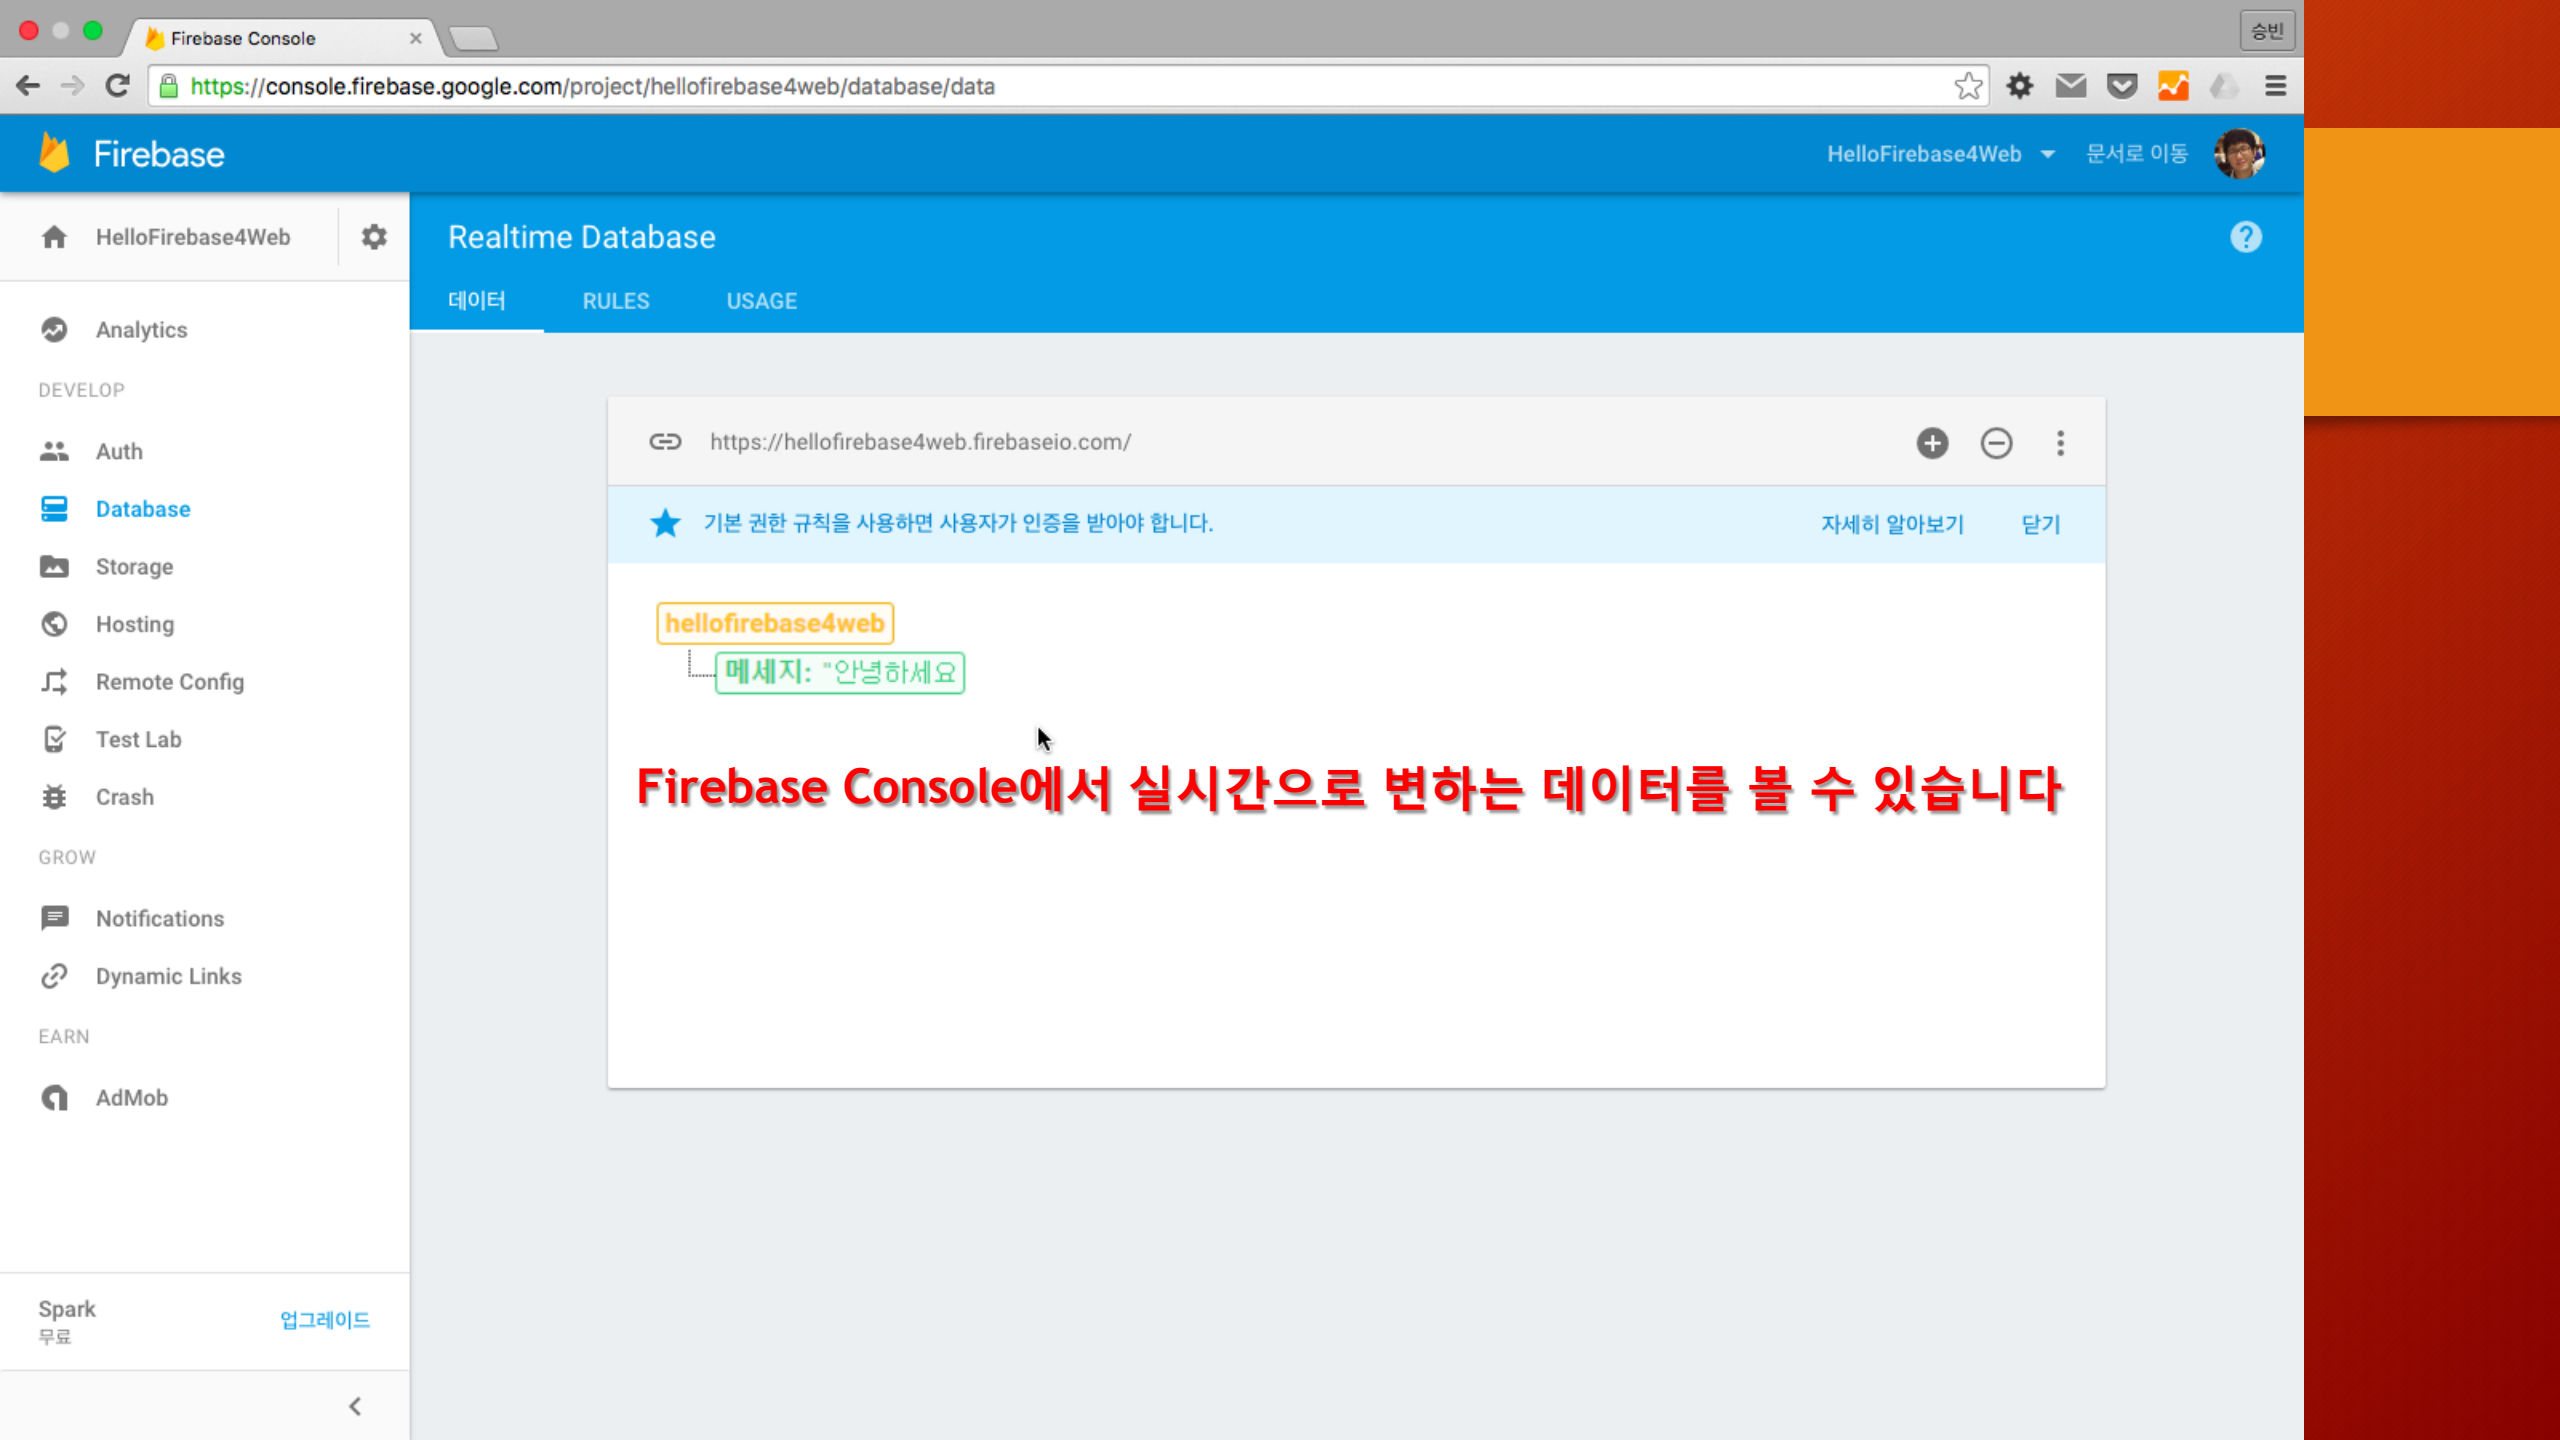 Firebase Console
승빈
https://console.firebase.google.com/project/hellofirebase4web/database/data
Firebase
HelloFirebase4Web
문서로 이동
HelloFirebase4Web
Realtime Database
데이터
RULES
USAGE
Analytics
DEVELOP
Auth
Database
Storage
Hosting
Remote Config
Test Lab
Crash
GROW
Notifications
Dynamic Links
EARN
AdMob
Spark
무료
업그레이드
https://hellofirebase4web.firebaseio.com/
기본 권한 규칙을 사용하면 사용자가 인증을 받아야 합니다.
자세히 알아보기
닫기
hellofirebase4web
메세지: "안녕하세요
Firebase Console에서 실시간으로 변하는 데이터를 볼 수 있습니다